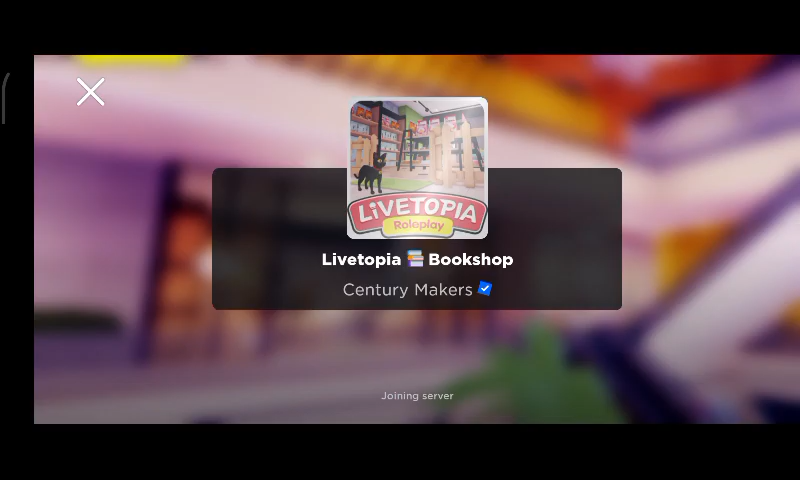 LiVETOPIA
Roleplay
Livetopia 📚 Bookshop
Century Makers
Joining server